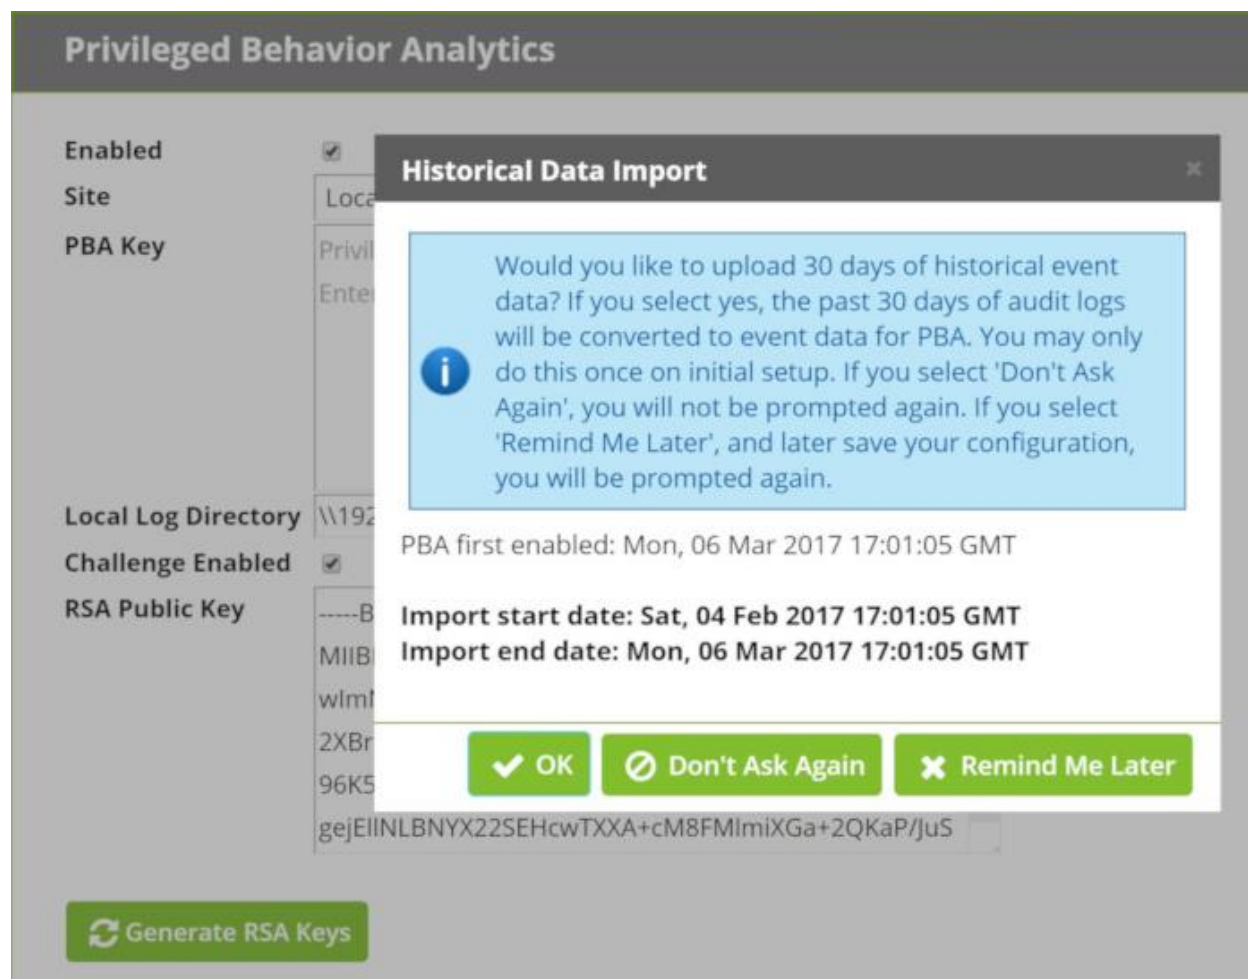 Privileged Behavior Analytics
Enabled
Site
Loca
PBA Key
Privil
Enter
Local Log Directory
\\192
Challenge Enabled
RSA Public Key
-----B
MIIB
2XBr
96K5
gejEllNLBNYX22SEHcwTXXA+cM8FMImiXGa+2QKaP/JuS
Generate RSA Keys
Historical Data Import
Would you like to upload 30 days of historical event
data? If you select yes, the past 30 days of audit logs
will be converted to event data for PBA. You may only
do this once on initial setup. If you select 'Don't Ask
Again', you will not be prompted again. If you select
'Remind Me Later', and later save your configuration,
you will be prompted again.
PBA first enabled: Mon, 06 Mar 2017 17:01:05 GMT
Import start date: Sat, 04 Feb 2017 17:01:05 GMT
Import end date: Mon, 06 Mar 2017 17:01:05 GMT
OK
Don't Ask Again
Remind Me Later